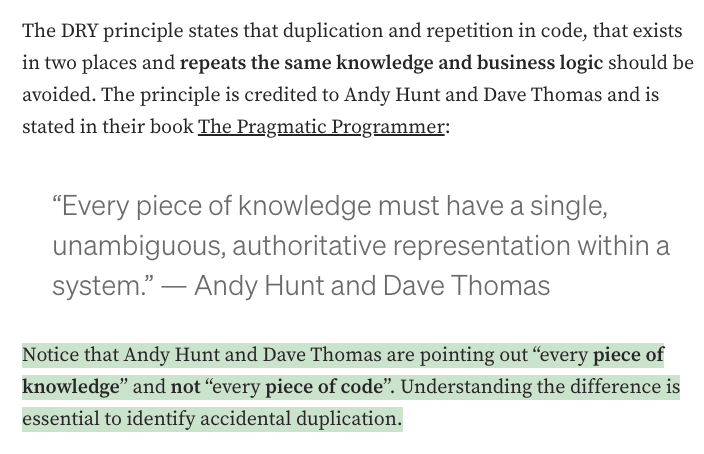 The DRY principle states that duplication and repetition in code, that exists
in two places and repeats the same knowledge and business logic should be
avoided. The principle is credited to Andy Hunt and Dave Thomas and is
stated in their book The Pragmatic Programmer:
“Every piece of knowledge must have a single,
unambiguous, authoritative representation within a
system.” — Andy Hunt and Dave Thomas
Notice that Andy Hunt and Dave Thomas are pointing out “every piece of
knowledge” and not “every piece of code”. Understanding the difference is
essential to identify accidental duplication.